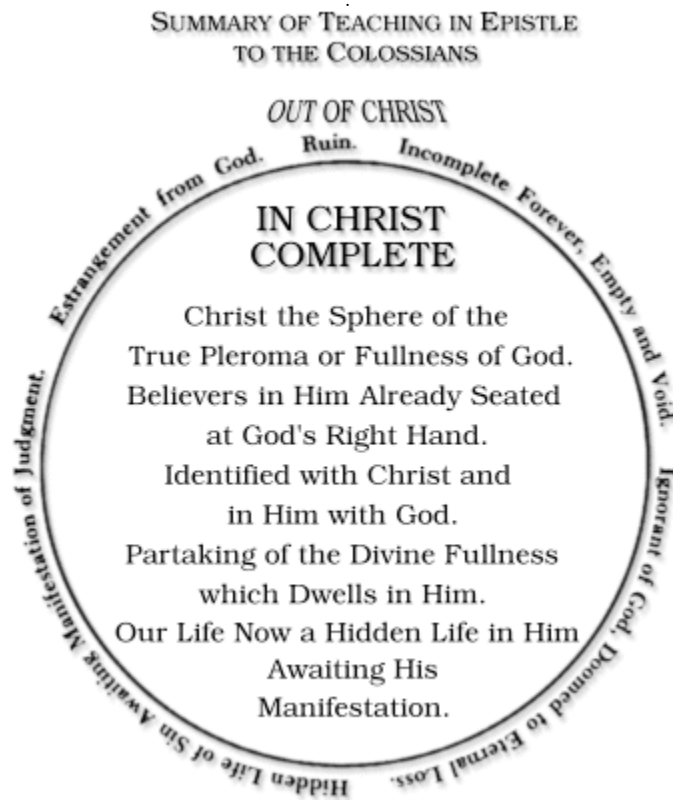 SUMMARY OF TEACHING IN EPISTLE
TO THE COLOSSIANS
OUT OF CHRIST
Ruin.
Incomplete Forever, Empty and Void.
Ignorant of God, Doomed to Eternal Loss.
Hidden Life of Sin Awaiting Manifestation of Judgment.
Estrangement from God.
IN CHRIST
COMPLETE
Christ the Sphere of the
True Pleroma or Fullness of God.
Believers in Him Already Seated
at God's Right Hand.
Identified with Christ and
in Him with God.
Partaking of the Divine Fullness
which Dwells in Him.
Our Life Now a Hidden Life in Him
Awaiting His
Manifestation.